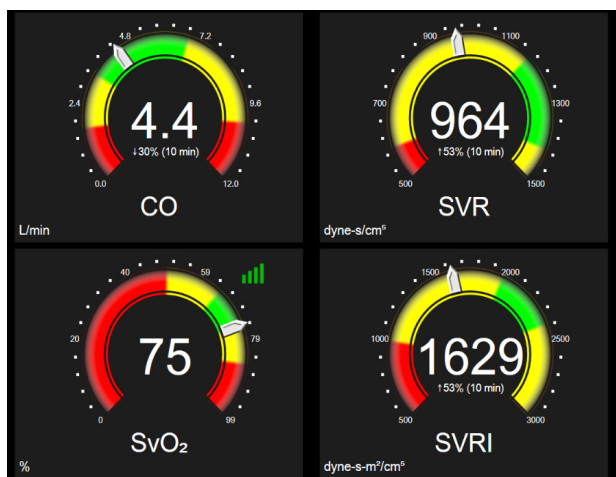 4.8
7.2
2.4
9.6
4.4
↓30% (10 min)
0.0
12.0
CO
L/min
900
1100
700
1300
964
↑53% (10 min)
500
1500
SVR
dyne-s/cm⁵
40
59
20
79
75
0
99
SvO₂
%
1500
2000
1000
2500
1629
↑53% (10 min)
500
3000
SVRI
dyne-s-m²/cm⁵